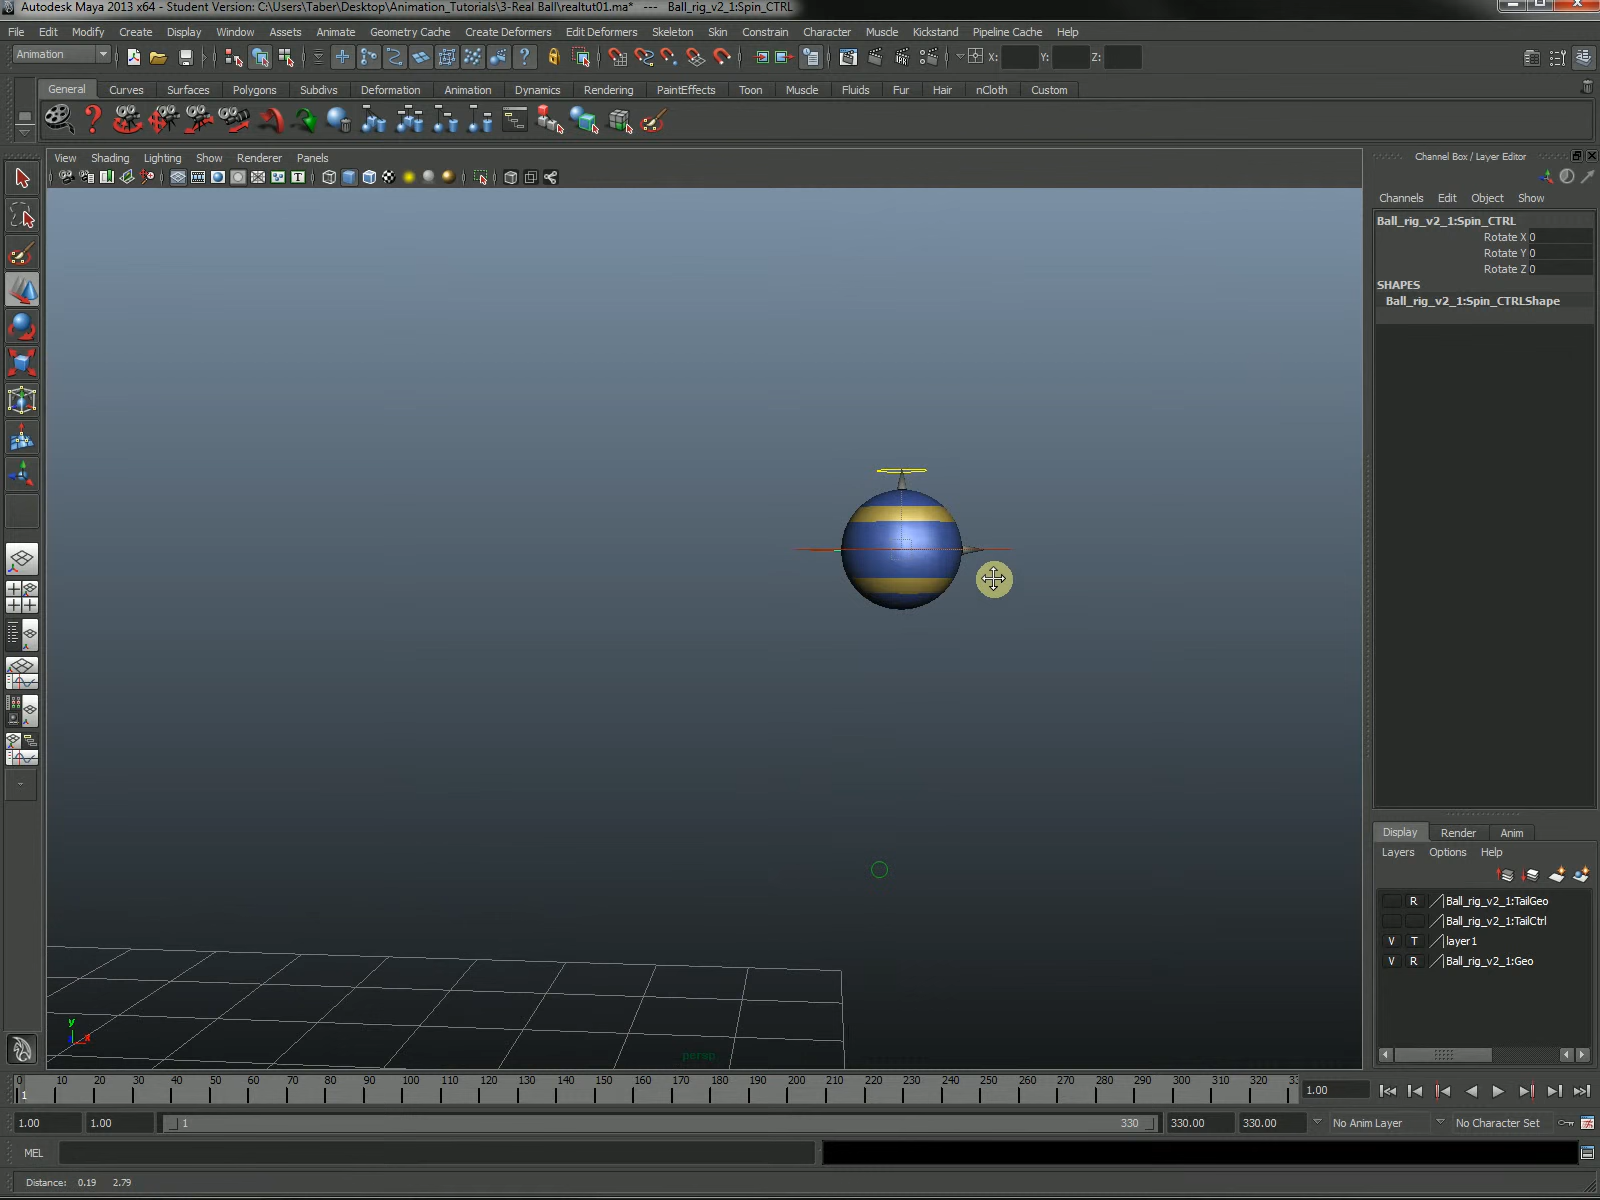 Autodesk Maya 2013 x64 - Student Version: C:\Users\Taber\Desktop\Animation_Tutorials\3-Real Ball\realtut01.ma* --- Ball_rig_v2_1:Spin_CTRL
File Edit Modify Create Display Window Assets Animate Geometry Cache Create Deformers Edit Deformers Skeleton Skin Constrain Character Muscle Kickstand Pipeline Cache Help
Animation X: Y: Z:
General Curves Surfaces Polygons Subdivs Deformation Animation Dynamics Rendering PaintEffects Toon Muscle Fluids Fur Hair nCloth Custom
View Shading Lighting Show Renderer Panels
Channel Box / Layer Editor
Channels Edit Object Show
Ball_rig_v2_1:Spin_CTRL
Rotate X 0
Rotate Y 0
Rotate Z 0
SHAPES
Ball_rig_v2_1:Spin_CTRLShape
Display Render Anim
Layers Options Help
R Ball_rig_v2_1:TailGeo
Ball_rig_v2_1:TailCtrl
V T layer1
V R Ball_rig_v2_1:Geo
y
x
persp
0 10 20 30 40 50 60 70 80 90 100 110 120 130 140 150 160 170 180 190 200 210 220 230 240 250 260 270 280 290 300 310 320
1
1.00
1.00 1.00 1 330 330.00 330.00 No Anim Layer No Character Set
MEL
Distance: 0.19 2.79